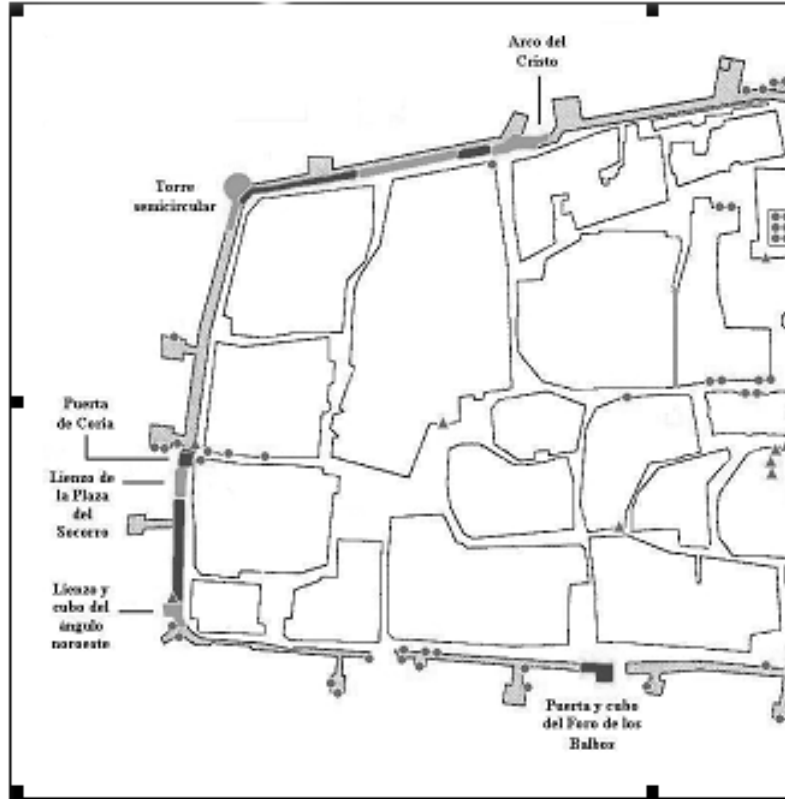 Arco del
Cristo
Torre
semicircular
Puerta
de Coria
Lienzo de
la Plaza
del
Socorro
Lienzo y
cubo del
ángulo
noroeste
Puerta y cubo
del Foro de los
Balbos